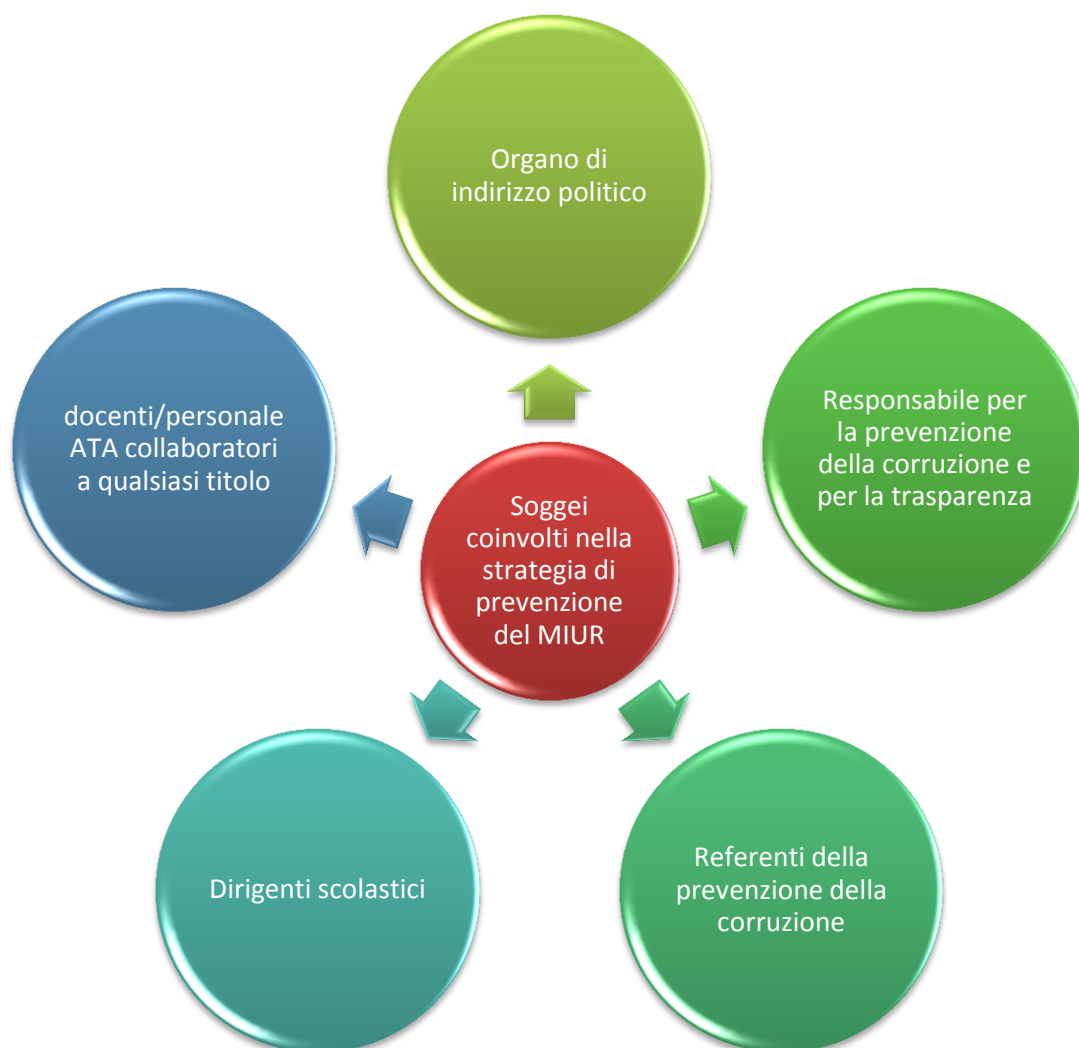 Organo di
indirizzo politico
docenti/personale
ATA collaboratori
a qualsiasi titolo
Responsabile per
la prevenzione
della corruzione e
per la trasparenza
Soggei
coinvolti nella
strategia di
prevenzione
del MIUR
Dirigenti scolastici
Referenti della
prevenzione della
corruzione